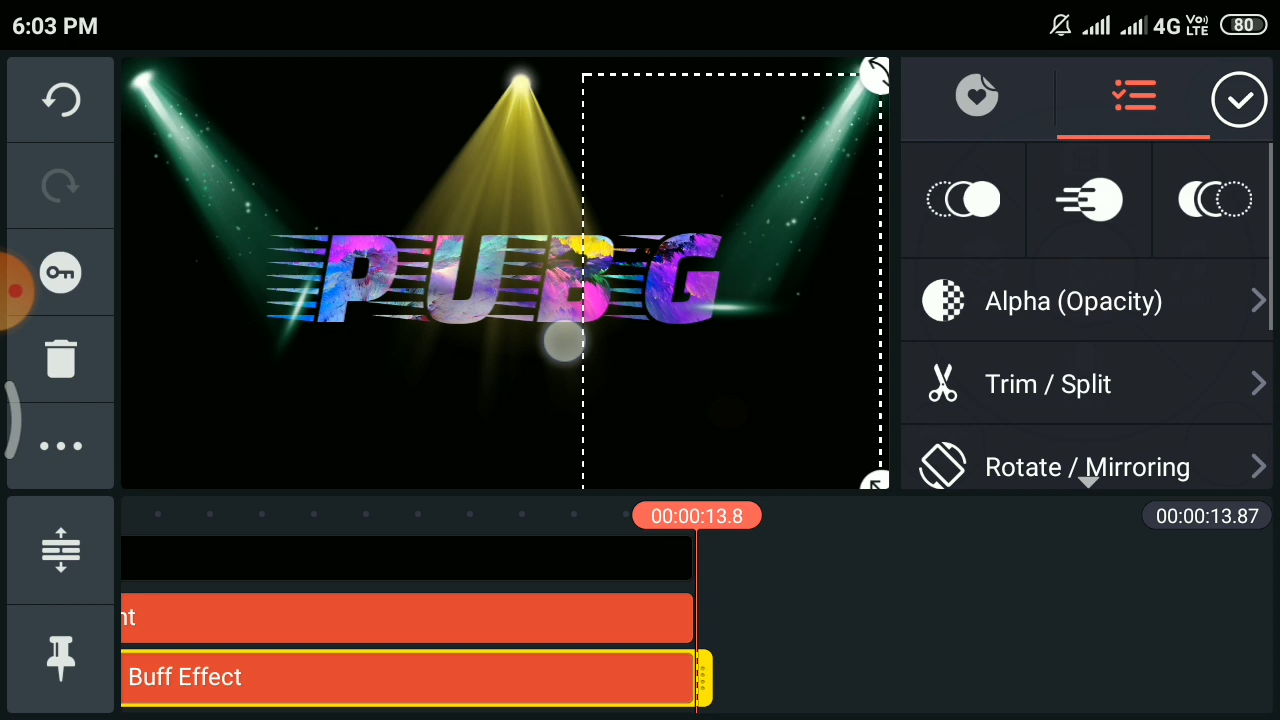 6:03 PM
4G Vo) LTE 80
PUBG
Alpha (Opacity)
Trim / Split
Rotate / Mirroring
00:00:13.8
00:00:13.87
nt
Buff Effect